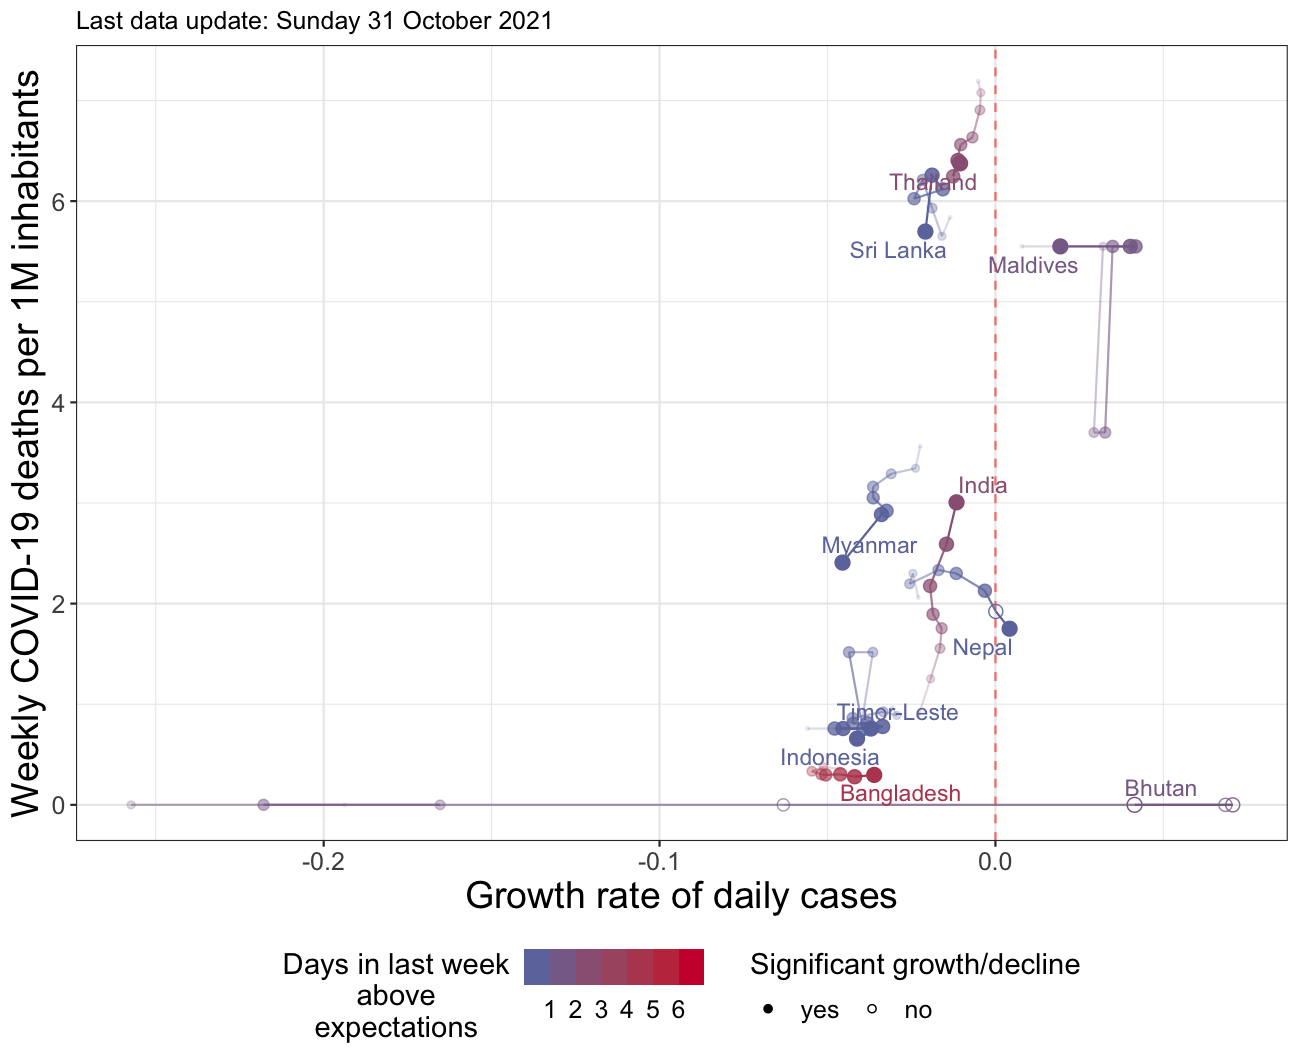 Last data update: Sunday 31 October 2021
Weekly COVID-19 deaths per 1M inhabitants
6
4
2
0
Thailand
Sri Lanka
Maldives
India
Myanmar
Nepal
Timor-Leste
Indonesia
Bangladesh
Bhutan
-0.2 -0.1 0.0
Growth rate of daily cases
Days in last week
above
expectations
1 2 3 4 5 6
Significant growth/decline
yes no